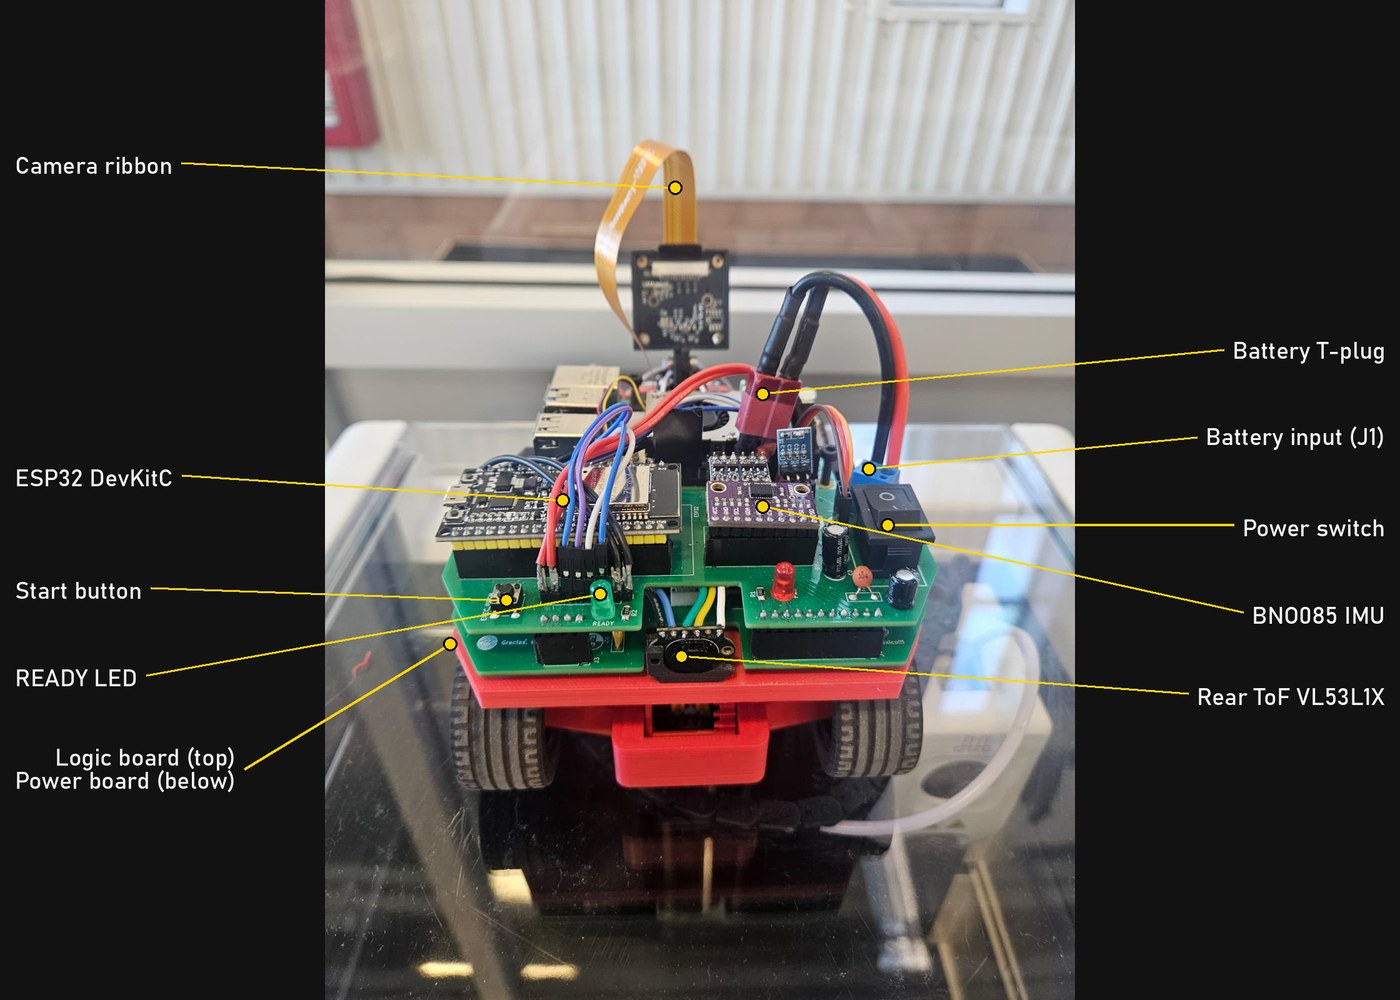 Camera ribbon
Battery T-plug
Battery input (J1)
ESP32 DevKitC
Power switch
Start button
BNO085 IMU
READY LED
Rear ToF VL53L1X
Logic board (top)
Power board (below)
READY